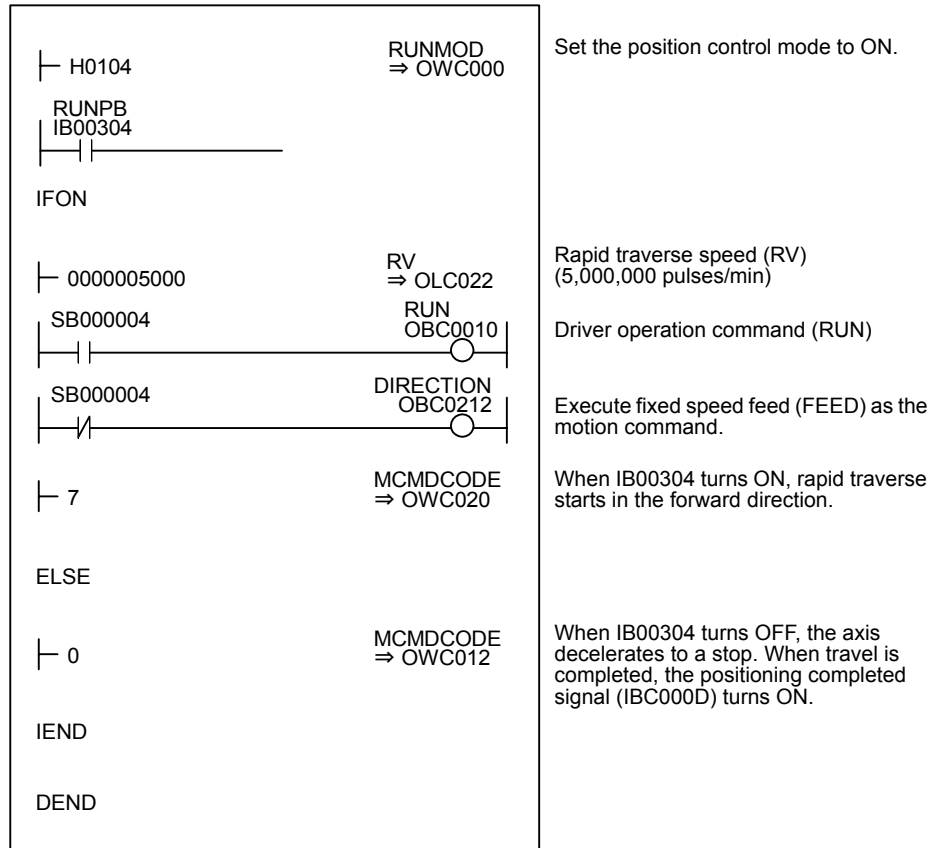 RUNMOD
H0104 ⇒ OWC000
Set the position control mode to ON.
RUNPB
IB00304
IFON
RV
0000005000 ⇒ OLC022
Rapid traverse speed (RV)
(5,000,000 pulses/min)
SB000004
RUN
OBC0010
Driver operation command (RUN)
SB000004
DIRECTION
OBC0212
Execute fixed speed feed (FEED) as the
motion command.
MCMDCODE
7 ⇒ OWC020
When IB00304 turns ON, rapid traverse
starts in the forward direction.
ELSE
MCMDCODE
0 ⇒ OWC012
When IB00304 turns OFF, the axis
decelerates to a stop. When travel is
completed, the positioning completed
signal (IBC000D) turns ON.
IEND
DEND